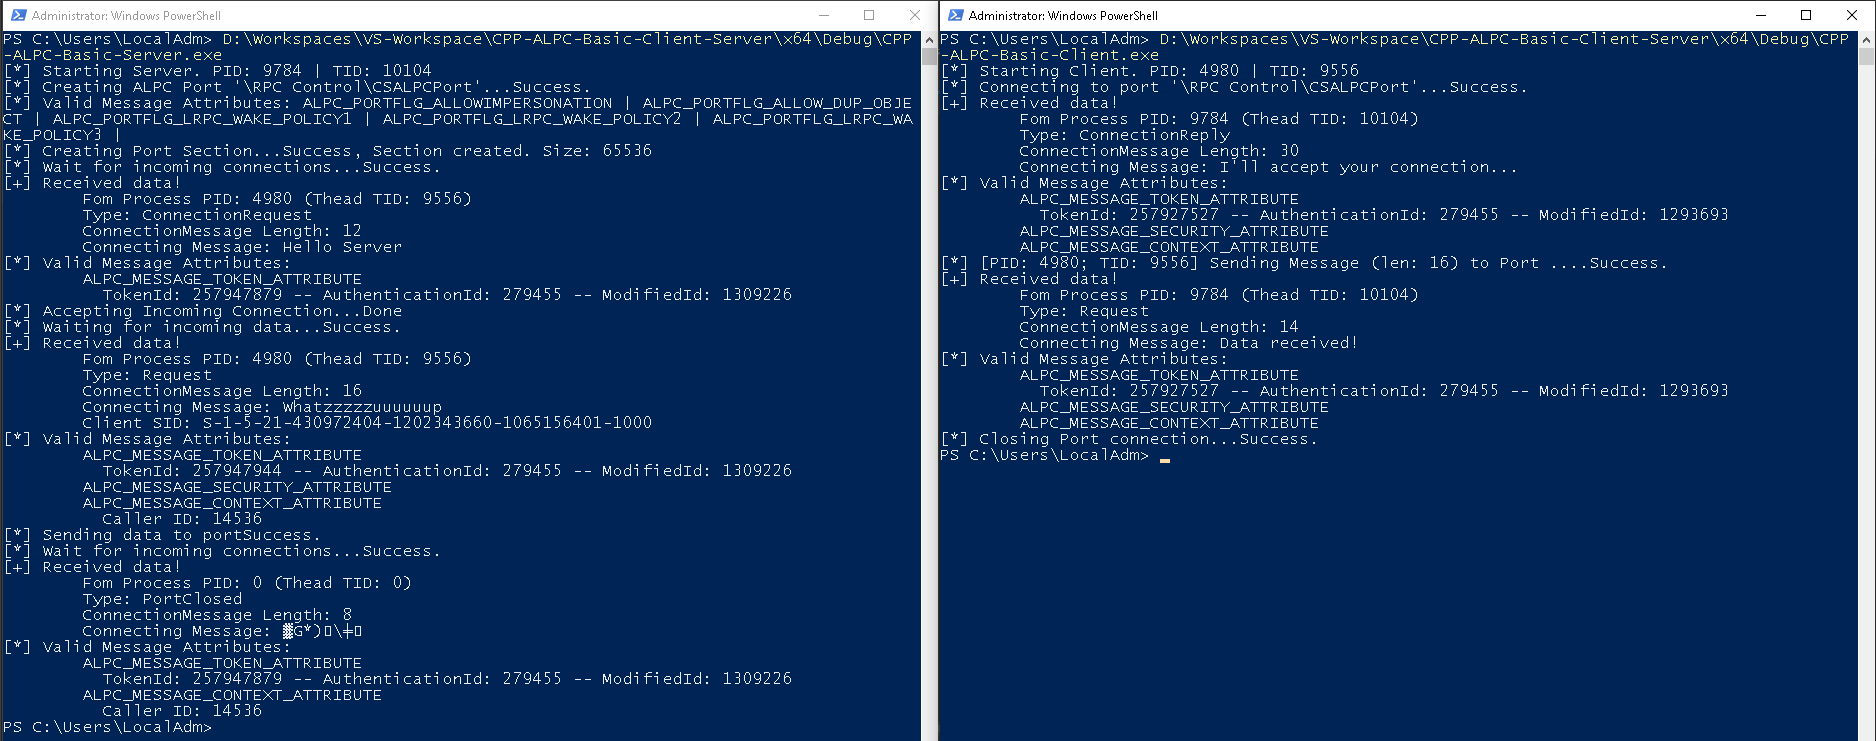 Administrator: Windows PowerShell
PS C:\Users\LocalAdm> D:\Workspaces\VS-Workspace\CPP-ALPC-Basic-Client-Server\x64\Debug\CPP
-ALPC-Basic-Server.exe
[*] Starting Server. PID: 9784 | TID: 10104
[*] Creating ALPC Port '\RPC Control\CSALPCPort'...Success.
[*] Valid Message Attributes: ALPC_PORTFLG_ALLOWIMPERSONATION | ALPC_PORTFLG_ALLOW_DUP_OBJE
CT | ALPC_PORTFLG_LRPC_WAKE_POLICY1 | ALPC_PORTFLG_LRPC_WAKE_POLICY2 | ALPC_PORTFLG_LRPC_WA
KE_POLICY3 |
[*] Creating Port Section...Success, Section created. Size: 65536
[*] Wait for incoming connections...Success.
[+] Received data!
Fom Process PID: 4980 (Thead TID: 9556)
Type: ConnectionRequest
ConnectionMessage Length: 12
Connecting Message: Hello Server
[*] Valid Message Attributes:
ALPC_MESSAGE_TOKEN_ATTRIBUTE
TokenId: 257947879 -- AuthenticationId: 279455 -- ModifiedId: 1309226
[*] Accepting Incoming Connection...Done
[*] Waiting for incoming data...Success.
[+] Received data!
Fom Process PID: 4980 (Thead TID: 9556)
Type: Request
ConnectionMessage Length: 16
Connecting Message: Whatzzzzzuuuuuup
Client SID: S-1-5-21-430972404-1202343660-1065156401-1000
[*] Valid Message Attributes:
ALPC_MESSAGE_TOKEN_ATTRIBUTE
TokenId: 257947944 -- AuthenticationId: 279455 -- ModifiedId: 1309226
ALPC_MESSAGE_SECURITY_ATTRIBUTE
ALPC_MESSAGE_CONTEXT_ATTRIBUTE
Caller ID: 14536
[*] Sending data to portSuccess.
[*] Wait for incoming connections...Success.
[+] Received data!
Fom Process PID: 0 (Thead TID: 0)
Type: PortClosed
ConnectionMessage Length: 8
Connecting Message:
[*] Valid Message Attributes:
ALPC_MESSAGE_TOKEN_ATTRIBUTE
TokenId: 257947879 -- AuthenticationId: 279455 -- ModifiedId: 1309226
ALPC_MESSAGE_CONTEXT_ATTRIBUTE
Caller ID: 14536
PS C:\Users\LocalAdm>
Administrator: Windows PowerShell
PS C:\Users\LocalAdm> D:\Workspaces\VS-Workspace\CPP-ALPC-Basic-Client-Server\x64\Debug\CPP
-ALPC-Basic-Client.exe
[*] Starting Client. PID: 4980 | TID: 9556
[*] Connecting to port '\RPC Control\CSALPCPort'...Success.
[+] Received data!
Fom Process PID: 9784 (Thead TID: 10104)
Type: ConnectionReply
ConnectionMessage Length: 30
Connecting Message: I'll accept your connection...
[*] Valid Message Attributes:
ALPC_MESSAGE_TOKEN_ATTRIBUTE
TokenId: 257927527 -- AuthenticationId: 279455 -- ModifiedId: 1293693
ALPC_MESSAGE_SECURITY_ATTRIBUTE
ALPC_MESSAGE_CONTEXT_ATTRIBUTE
[*] [PID: 4980; TID: 9556] Sending Message (len: 16) to Port ....Success.
[+] Received data!
Fom Process PID: 9784 (Thead TID: 10104)
Type: Request
ConnectionMessage Length: 14
Connecting Message: Data received!
[*] Valid Message Attributes:
ALPC_MESSAGE_TOKEN_ATTRIBUTE
TokenId: 257927527 -- AuthenticationId: 279455 -- ModifiedId: 1293693
ALPC_MESSAGE_SECURITY_ATTRIBUTE
ALPC_MESSAGE_CONTEXT_ATTRIBUTE
[*] Closing Port connection...Success.
PS C:\Users\LocalAdm>